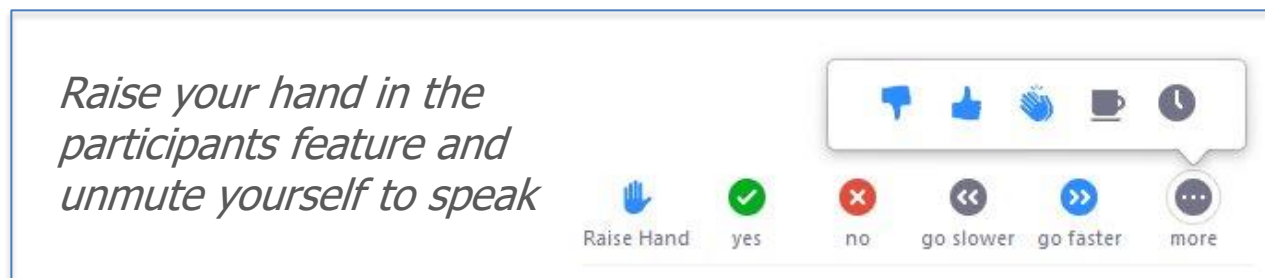 Raise your hand in the
participants feature and
unmute yourself to speak
Raise Hand
yes
no
go slower
go faster
more